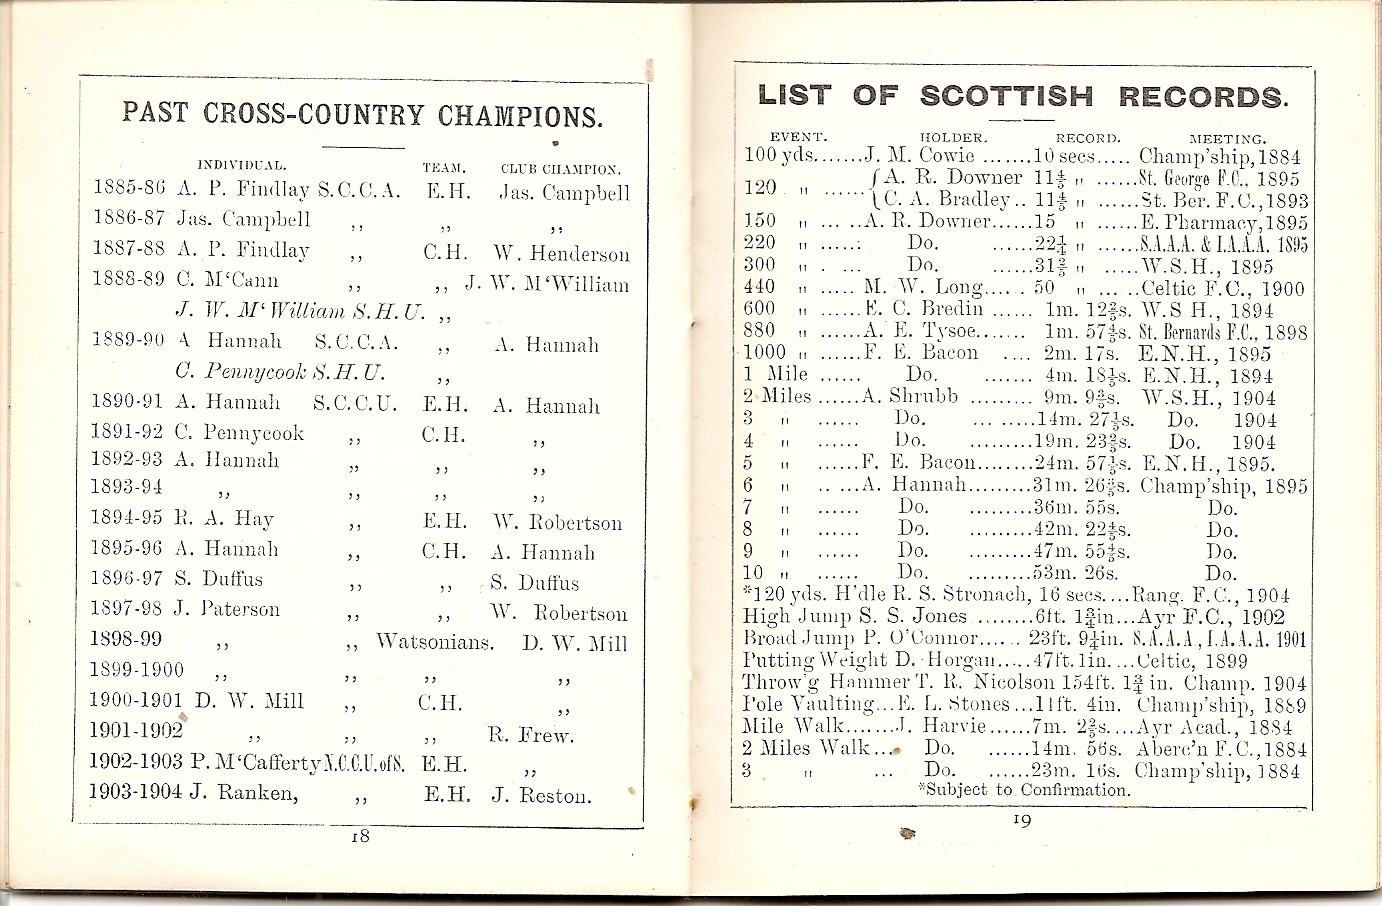 PAST CROSS-COUNTRY CHAMPIONS.
INDIVIDUAL. TEAM. CLUB CHAMPION.
1885-86 A. P. Findlay S.C.C.A. E.H. Jas. Campbell
1886-87 Jas. Campbell ,, ,, ,,
1887-88 A. P. Findlay ,, C.H. W. Henderson
1888-89 C. M‘Cann ,, ,, J. W. M‘William
J. W. M‘William S.H.U. ,,
1889-90 A Hannah S.C.C.A. ,, A. Hannah
C. Pennycook S.H.U. ,,
1890-91 A. Hannah S.C.C.U. E.H. A. Hannah
1891-92 C. Pennycook ,, C.H. ,,
1892-93 A. Hannah ,, ,, ,,
1893-94 ,, ,, ,, ,,
1894-95 R. A. Hay ,, E.H. W. Robertson
1895-96 A. Hannah ,, C.H. A. Hannah
1896-97 S. Duffus ,, ,, S. Duffus
1897-98 J. Paterson ,, ,, W. Robertson
1898-99 ,, ,, Watsonians. D. W. Mill
1899-1900 ,, ,, ,, ,,
1900-1901 D. W. Mill ,, C.H. ,,
1901-1902 ,, ,, ,, R. Frew.
1902-1903 P. M‘Cafferty N.C.C.U. of S. E.H. ,,
1903-1904 J. Ranken, ,, E.H. J. Reston.
18
LIST OF SCOTTISH RECORDS.
EVENT. HOLDER. RECORD. MEETING.
100 yds.......J. M. Cowie .......10 secs..... Champ'ship, 1884
120 ,, ...... { A. R. Downer 11⅘ ,, ......St. George F.C., 1895
{ C. A. Bradley.. 11⅘ ,, ......St. Ber. F.C., 1893
150 ,, ... ...A. R. Downer......15 ,, ......E. Pharmacy, 1895
220 ,, .....: Do. ......22¼ ,, ......S.A.A.A. & I.A.A.A. 1895
300 ,, . ... Do. ......31⅖ ,, .....W.S.H., 1895
440 ,, ...... M. W. Long..... 50 ,, ... ..Celtic F.C., 1900
600 ,, ......E. C. Bredin ...... 1m. 12⅖s. W.S H., 1894
880 ,, ......A. E. Tysoe....... 1m. 57⅘s. St. Bernards F.C., 1898
1000 ,, ......F. E. Bacon .... 2m. 17s. E.N.H., 1895
1 Mile ...... Do. ....... 4m. 18⅕s. E.N.H., 1894
2 Miles ......A. Shrubb ......... 9m. 9⅗s. W.S.H., 1904
3 ,, ...... Do. ... ......14m. 27⅕s. Do. 1904
4 ,, ...... Do. .........19m. 23⅖s. Do. 1904
5 ,, ......F. E. Bacon........24m. 57⅕s. E.N.H., 1895.
6 ,, .. ...A. Hannah.........31m. 26⅗s. Champ'ship, 1895
7 ,, ...... Do. .........36m. 55s. Do.
8 ,, ...... Do. .........42m. 22⅘s. Do.
9 ,, ...... Do. .........47m. 55⅘s. Do.
10 ,, ...... Do. .........53m. 26s. Do.
*120 yds. H'dle R. S. Stronach, 16 secs....Rang. F.C., 1904
High Jump S. S. Jones ........6ft. 1¾in...Ayr F.C., 1902
Broad Jump P. O'Connor...... 23ft. 9¼in. S.A.A.A, I.A.A.A. 1901
Putting Weight D. Horgan.....47ft. 1in. ...Celtic, 1899
Throw'g Hammer T. R. Nicolson 154ft. 1¾ in. Champ. 1904
Pole Vaulting...E. L. Stones...11ft. 4in. Champ'ship, 1889
Mile Walk.......J. Harvie......7m. 2⅖s....Ayr Acad., 1884
2 Miles Walk... Do. ......14m. 56s. Aberc'n F.C., 1884
3 ,, ... Do. ......23m. 16s. Champ'ship, 1884
*Subject to Confirmation.
19